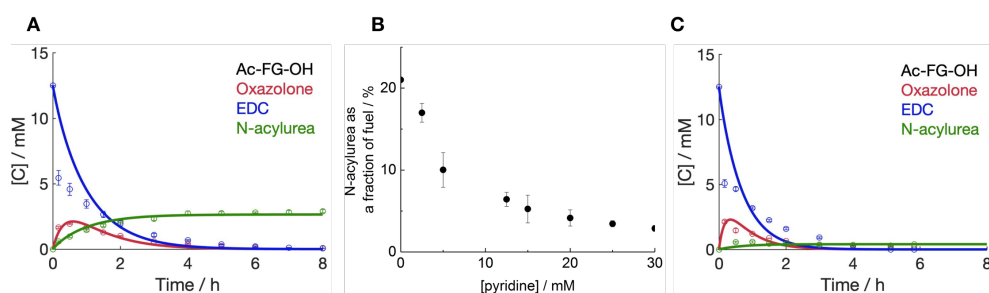 A
15
10
5
0
[C] / mM
0
2
4
6
8
Time / h
Ac-FG-OH
Oxazolone
EDC
N-acylurea
B
20
10
0
N-acylurea as
a fraction of fuel / %
0
10
20
30
[pyridine] / mM
C
15
10
5
0
[C] / mM
0
2
4
6
8
Time / h
Ac-FG-OH
Oxazolone
EDC
N-acylurea